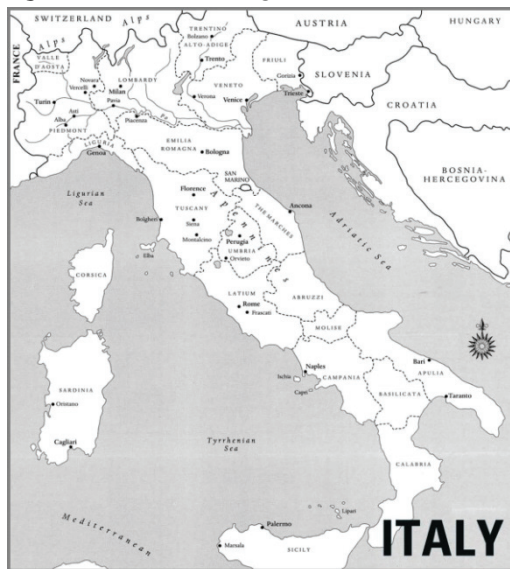 SWITZERLAND
Alps
Alps
AUSTRIA
HUNGARY
FRANCE
TRENTINO
Bolzano
ALTO-ADIGE
VALLE
D'AOSTA
Trento
FRIULI
Novara
LOMBARDY
Gorizia
SLOVENIA
Vercelli
Milan
VENETO
Trieste
Turin
Pavia
Verona
Venice
CROATIA
Asti
Alba
Piacenza
Po
PIEDMONT
EMILIA
ROMAGNA
Bologna
LIGURIA
Genoa
BOSNIA-
HERCEGOVINA
SAN
MARINO
Ligurian
Sea
Florence
Apennines
THE MARCHES
Ancona
TUSCANY
Bolgheri
Siena
Perugia
Montalcino
UMBRIA
Adriatic Sea
Elba
Orvieto
CORSICA
LATIUM
ABRUZZI
Rome
Frascati
MOLISE
Bari
Naples
APULIA
Ischia
CAMPANIA
SARDINIA
Capri
BASILICATA
Taranto
Oristano
Tyrrhenian
Sea
Cagliari
CALABRIA
Mediterranean
Lipari
Palermo
ITALY
Marsala
SICILY